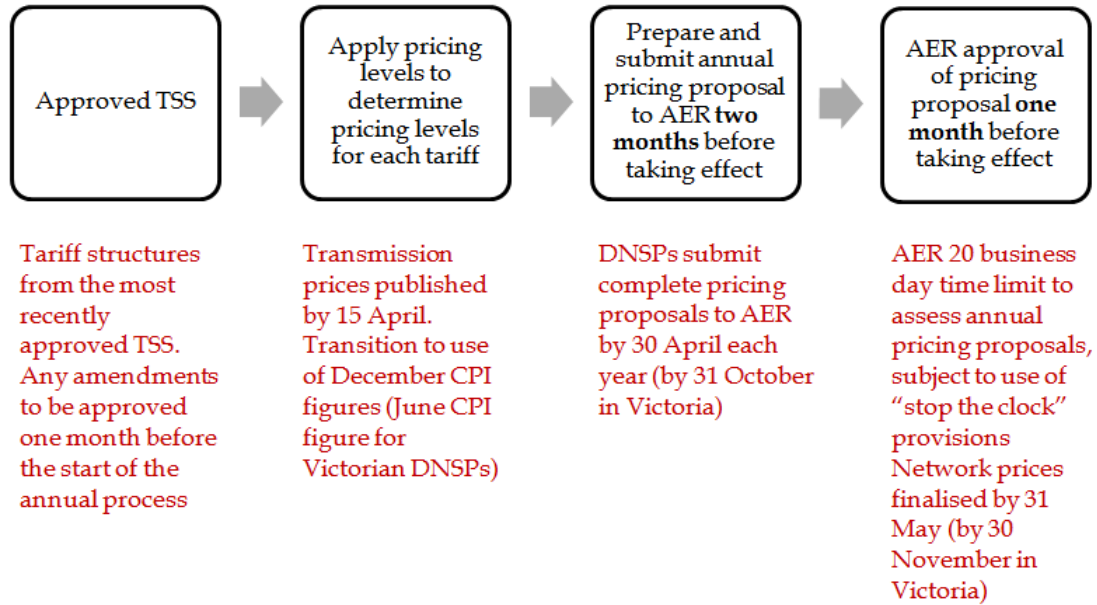 Approved TSS
Apply pricing
levels to
determine
pricing levels
for each tariff
Prepare and
submit annual
pricing proposal
to AER two
months before
taking effect
AER approval
of pricing
proposal one
month before
taking effect
Tariff structures
from the most
recently
approved TSS.
Any amendments
to be approved
one month before
the start of the
annual process
Transmission
prices published
by 15 April.
Transition to use
of December CPI
figures (June CPI
figure for
Victorian DNSPs)
DNSPs submit
complete pricing
proposals to AER
by 30 April each
year (by 31 October
in Victoria)
AER 20 business
day time limit to
assess annual
pricing proposals,
subject to use of
“stop the clock”
provisions
Network prices
finalised by 31
May (by 30
November in
Victoria)